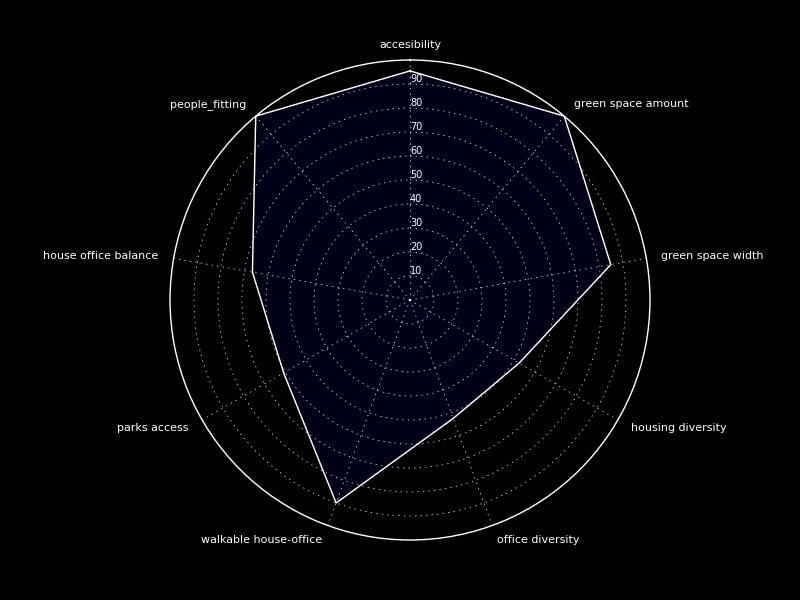 accesibility
people_fitting
green space amount
90
80
70
60
50
40
30
20
10
house office balance
green space width
parks access
housing diversity
walkable house-office
office diversity